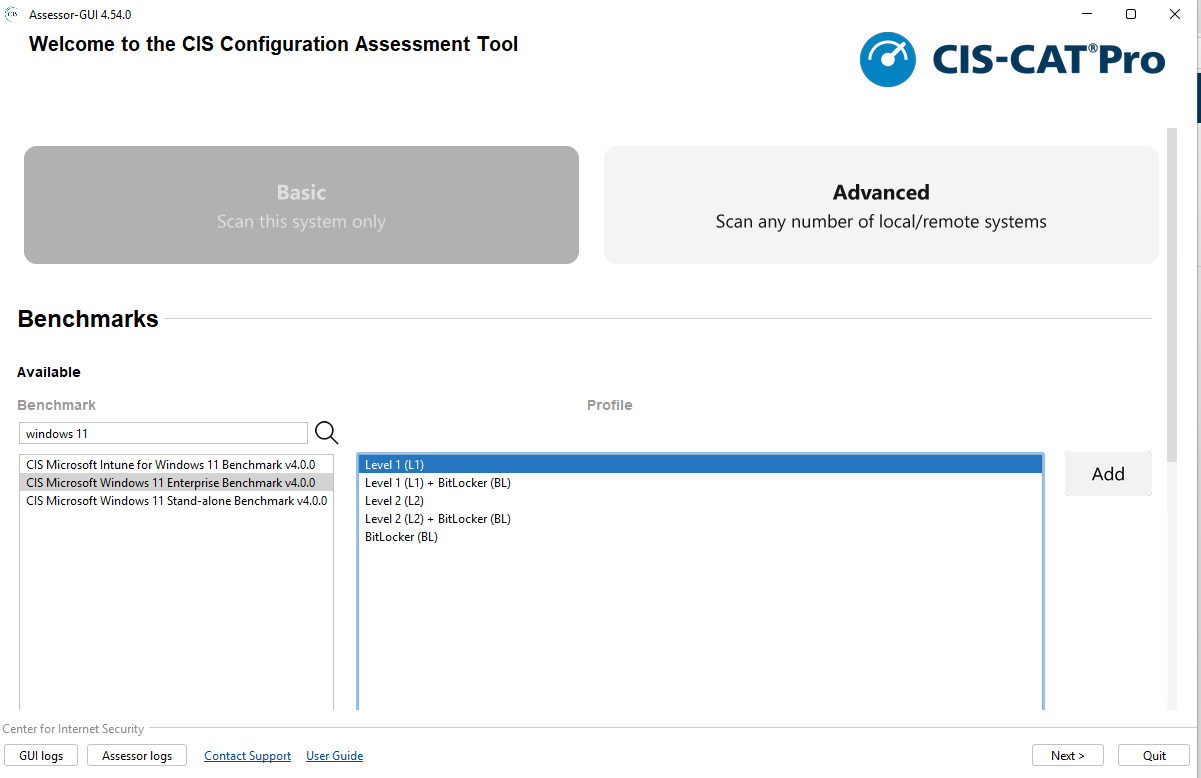 CIS
Assessor-GUI 4.54.0
Welcome to the CIS Configuration Assessment Tool
CIS-CAT®Pro
Basic
Scan this system only
Advanced
Scan any number of local/remote systems
Benchmarks
Available
Benchmark
Profile
windows 11
CIS Microsoft Intune for Windows 11 Benchmark v4.0.0
CIS Microsoft Windows 11 Enterprise Benchmark v4.0.0
CIS Microsoft Windows 11 Stand-alone Benchmark v4.0.0
Level 1 (L1)
Level 1 (L1) + BitLocker (BL)
Level 2 (L2)
Level 2 (L2) + BitLocker (BL)
BitLocker (BL)
Add
Center for Internet Security
GUI logs
Assessor logs
Contact Support
User Guide
Next >
Quit